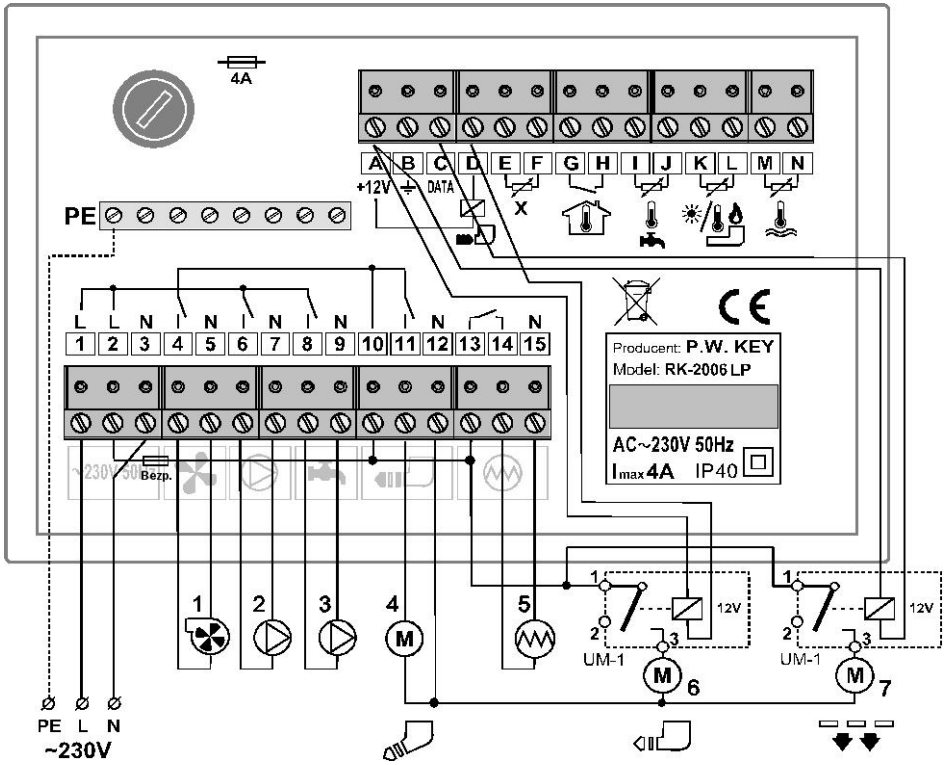 4A
A B C D E F G H I J K L M N
+12V DATA X
PE
L L N N N N N N
1 2 3 4 5 6 7 8 9 10 11 12 13 14 15
CE
Producent: P.W. KEY
Model: RK-2006 LP
AC~230V 50Hz
Imax 4A IP40
~230V 50Hz
Bezp.
1 2 3 4 5
M
1 2 3
12V
UM-1
M 6
1 2 3
12V
UM-1
M 7
PE L N
~230V